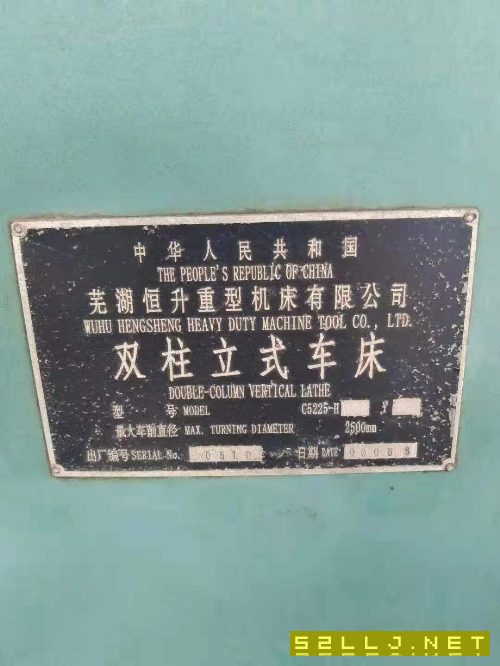 中华人民共和国
THE PEOPLE'S REPUBLIC OF CHINA
芜湖恒升重型机床有限公司
WUHU HENGSHENG HEAVY DUTY MACHINE TOOL CO., LTD.
双柱立式车床
DOUBLE-COLUMN VERTICAL LATHE
型 号 MODEL C5225-H
最大车削直径 MAX. TURNING DIAMETER 2500mm
出厂编号 SERIAL No. 日期 DATE
52LLJ.NET